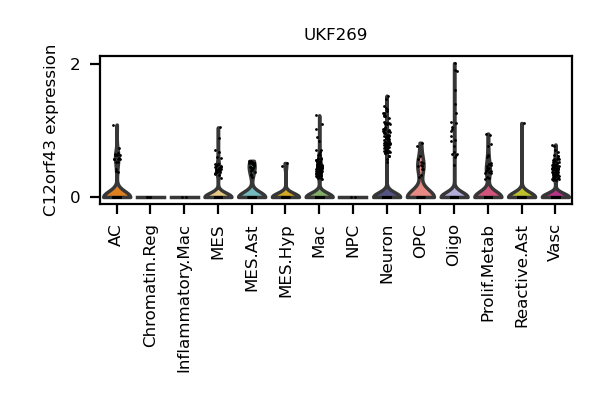 UKF269
C12orf43 expression
2
0
AC
Chromatin.Reg
Inflammatory.Mac
MES
MES.Ast
MES.Hyp
Mac
NPC
Neuron
OPC
Oligo
Prolif.Metab
Reactive.Ast
Vasc